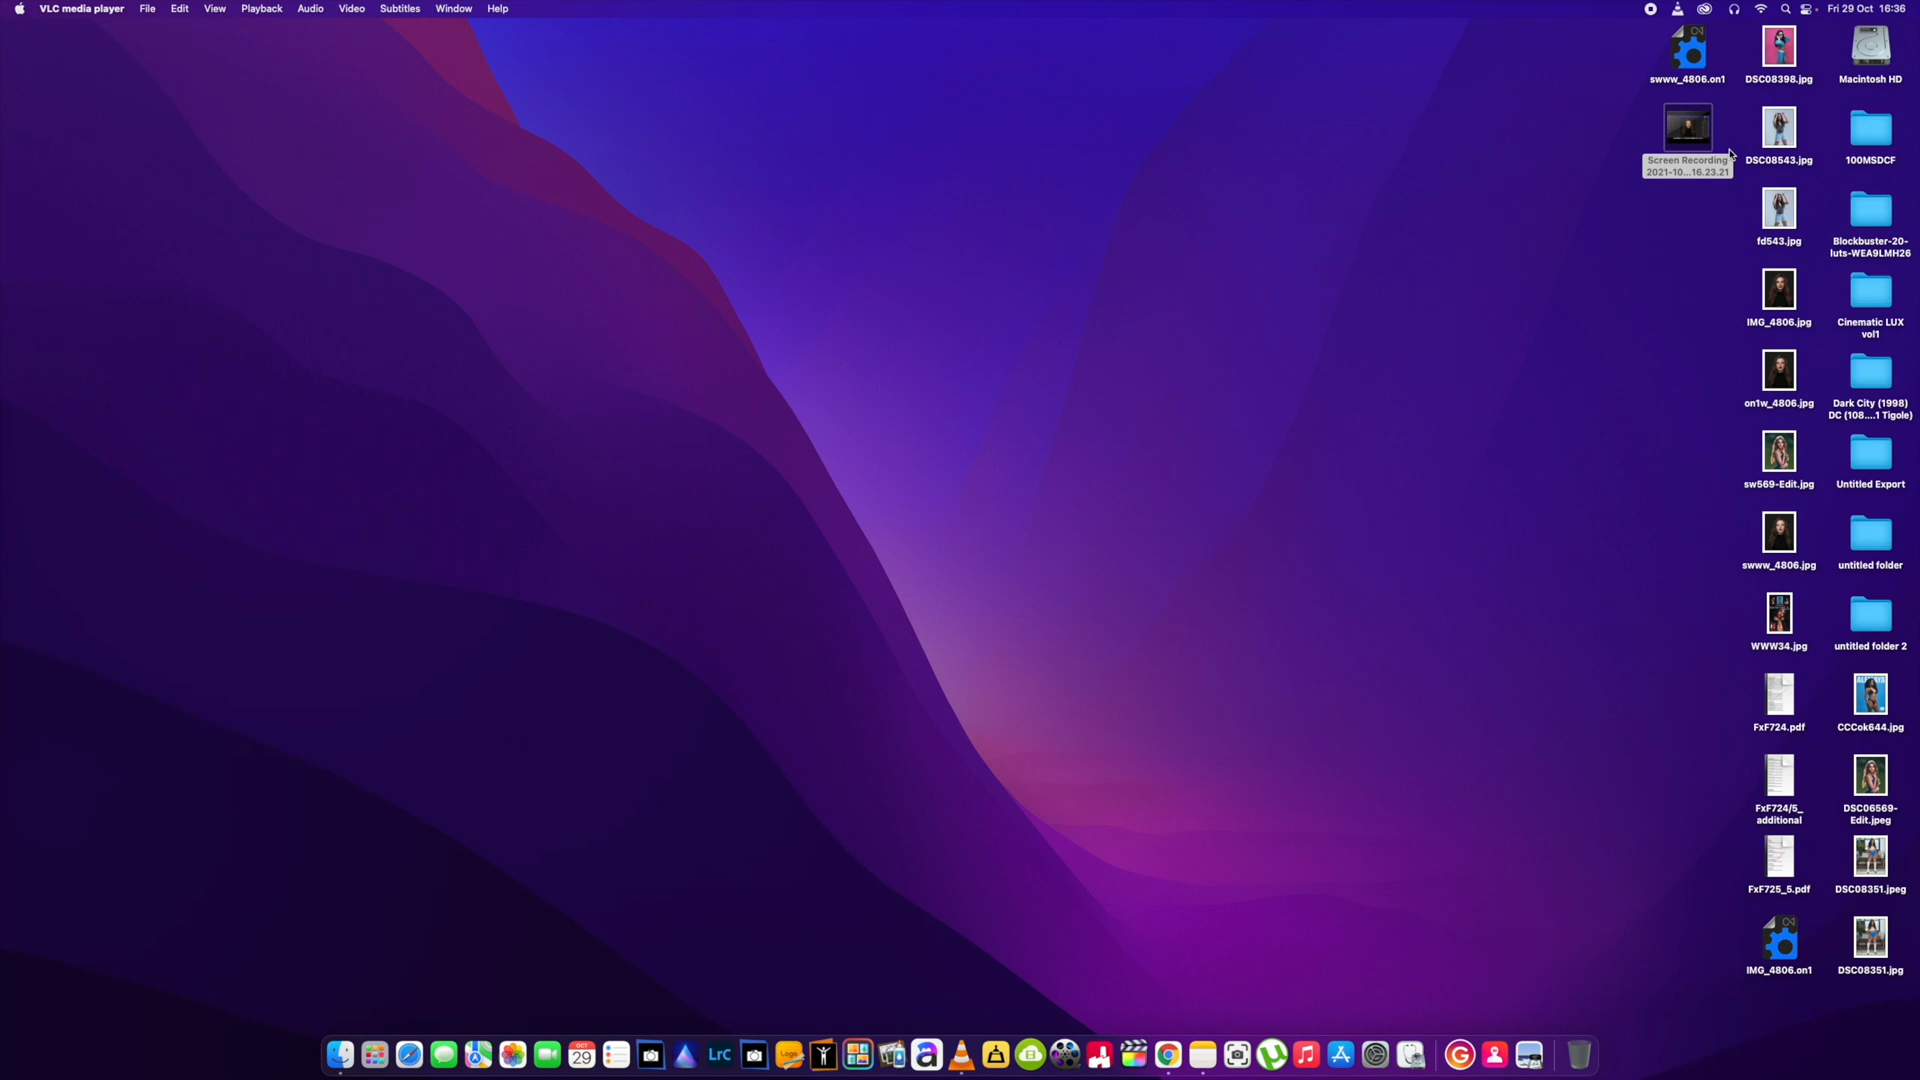 VLC media player File Edit View Playback Audio Video Subtitles Window Help
Fri 29 Oct 16:36
swww_4806.on1
DSC08398.jpg
Macintosh HD
Screen Recording
2021-10...16.23.21
DSC08543.jpg
100MSDCF
fd543.jpg
Blockbuster-20-
luts-WEA9LMH26
IMG_4806.jpg
Cinematic LUX
vol1
on1w_4806.jpg
Dark City (1998)
DC (108....1 Tigole)
sw569-Edit.jpg
Untitled Export
swww_4806.jpg
untitled folder
WWW34.jpg
untitled folder 2
FxF724.pdf
CCCok644.jpg
FxF724/5_
additional
DSC06569-
Edit.jpeg
FxF725_5.pdf
DSC08351.jpeg
IMG_4806.on1
DSC08351.jpg
OCT
29
LrC